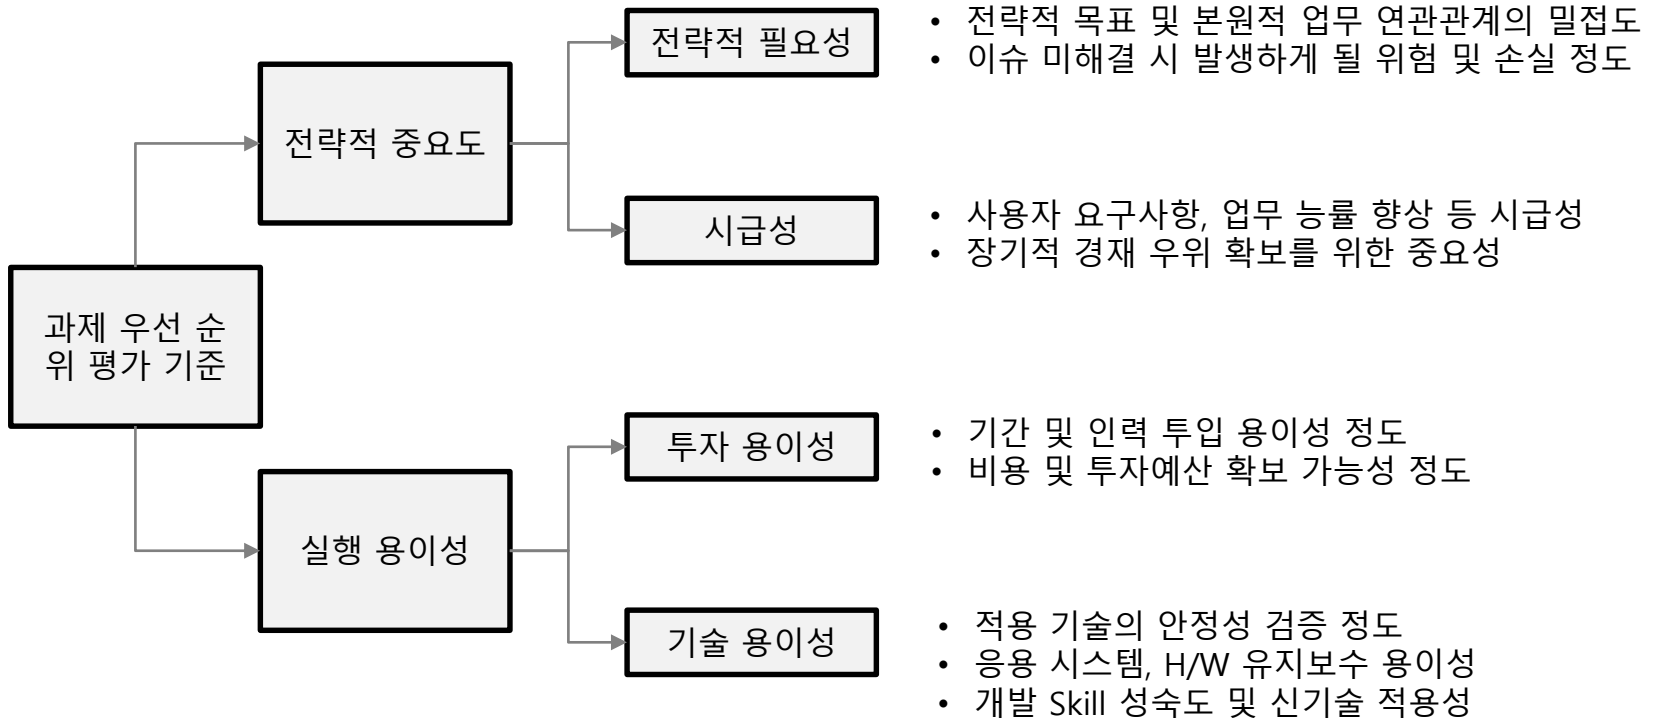 과제 우선 순
위 평가 기준
전략적 중요도
전략적 필요성
• 전략적 목표 및 본원적 업무 연관관계의 밀접도
• 이슈 미해결 시 발생하게 될 위험 및 손실 정도
시급성
• 사용자 요구사항, 업무 능률 향상 등 시급성
• 장기적 경재 우위 확보를 위한 중요성
실행 용이성
투자 용이성
• 기간 및 인력 투입 용이성 정도
• 비용 및 투자예산 확보 가능성 정도
기술 용이성
• 적용 기술의 안정성 검증 정도
• 응용 시스템, H/W 유지보수 용이성
• 개발 Skill 성숙도 및 신기술 적용성